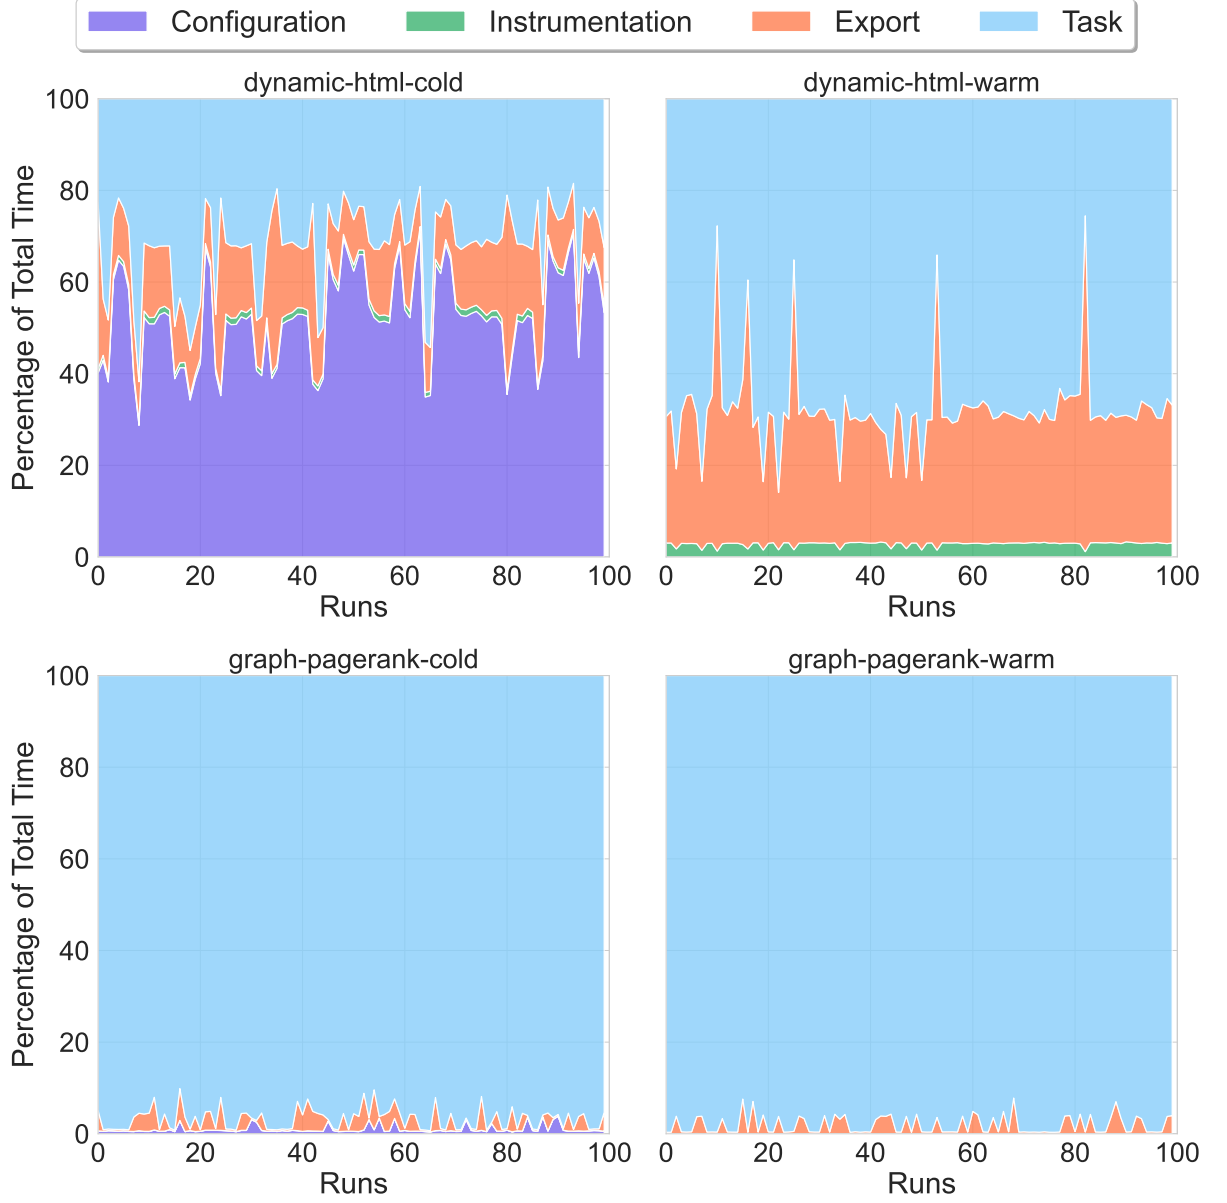 Configuration Instrumentation Export Task
dynamic-html-cold
dynamic-html-warm
Percentage of Total Time
100
80
60
40
20
0
0 20 40 60 80 100
Runs
0 20 40 60 80 100
Runs
graph-pagerank-cold
graph-pagerank-warm
Percentage of Total Time
100
80
60
40
20
0
0 20 40 60 80 100
Runs
0 20 40 60 80 100
Runs